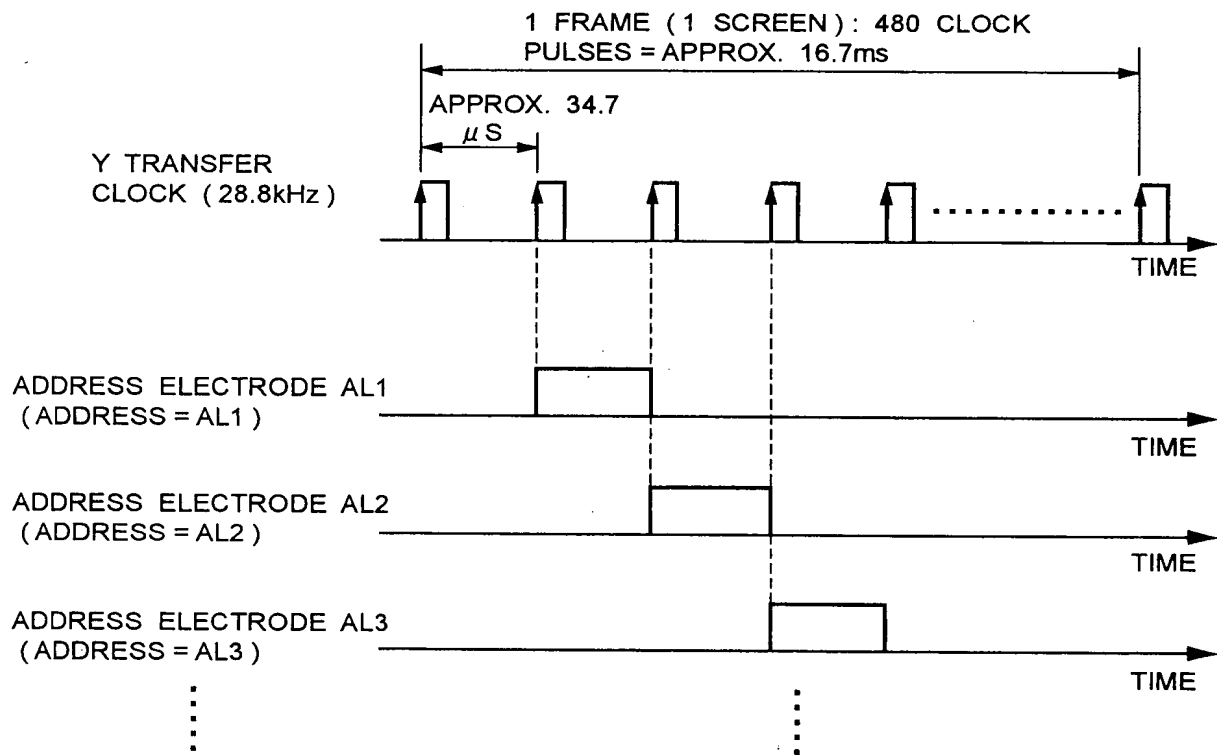 1 FRAME ( 1 SCREEN ) : 480 CLOCK
PULSES = APPROX. 16.7ms
APPROX. 34.7
μS
Y TRANSFER
CLOCK ( 28.8kHz )
TIME
ADDRESS ELECTRODE AL1
( ADDRESS = AL1 )
TIME
ADDRESS ELECTRODE AL2
( ADDRESS = AL2 )
TIME
ADDRESS ELECTRODE AL3
( ADDRESS = AL3 )
TIME